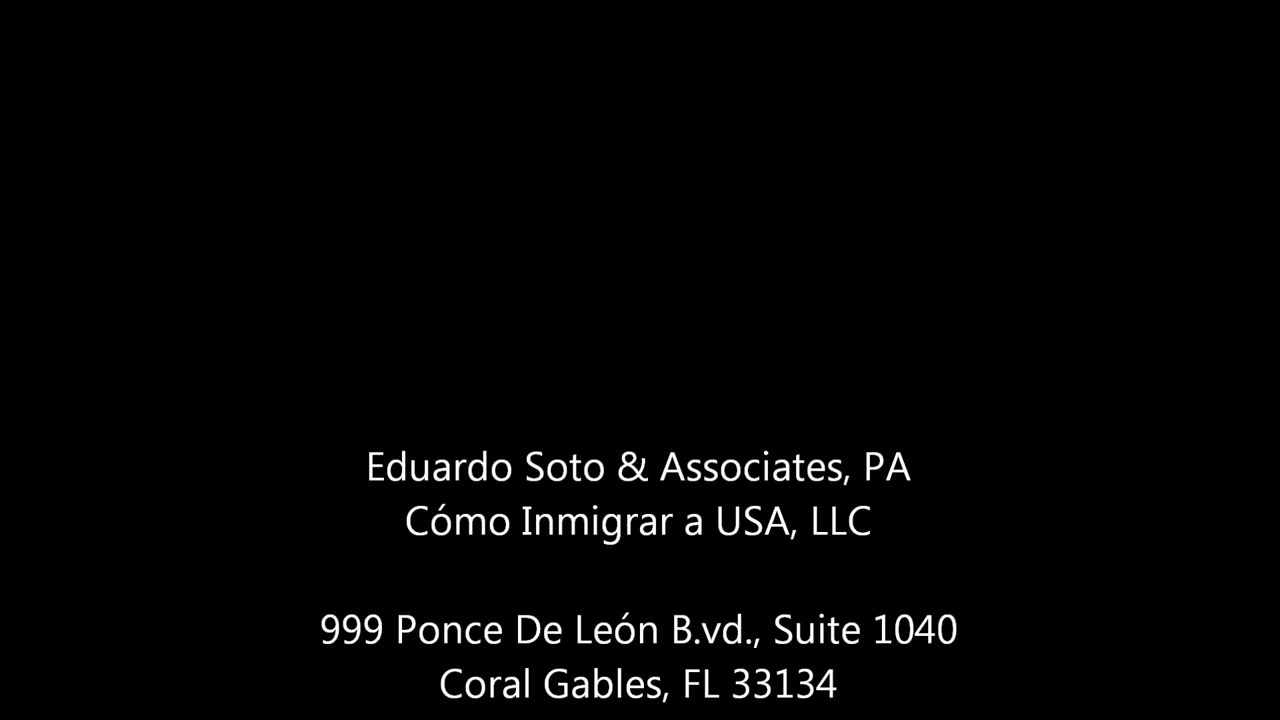 Eduardo Soto & Associates, PA
Cómo Inmigrar a USA, LLC
999 Ponce De León B.vd., Suite 1040
Coral Gables, FL 33134